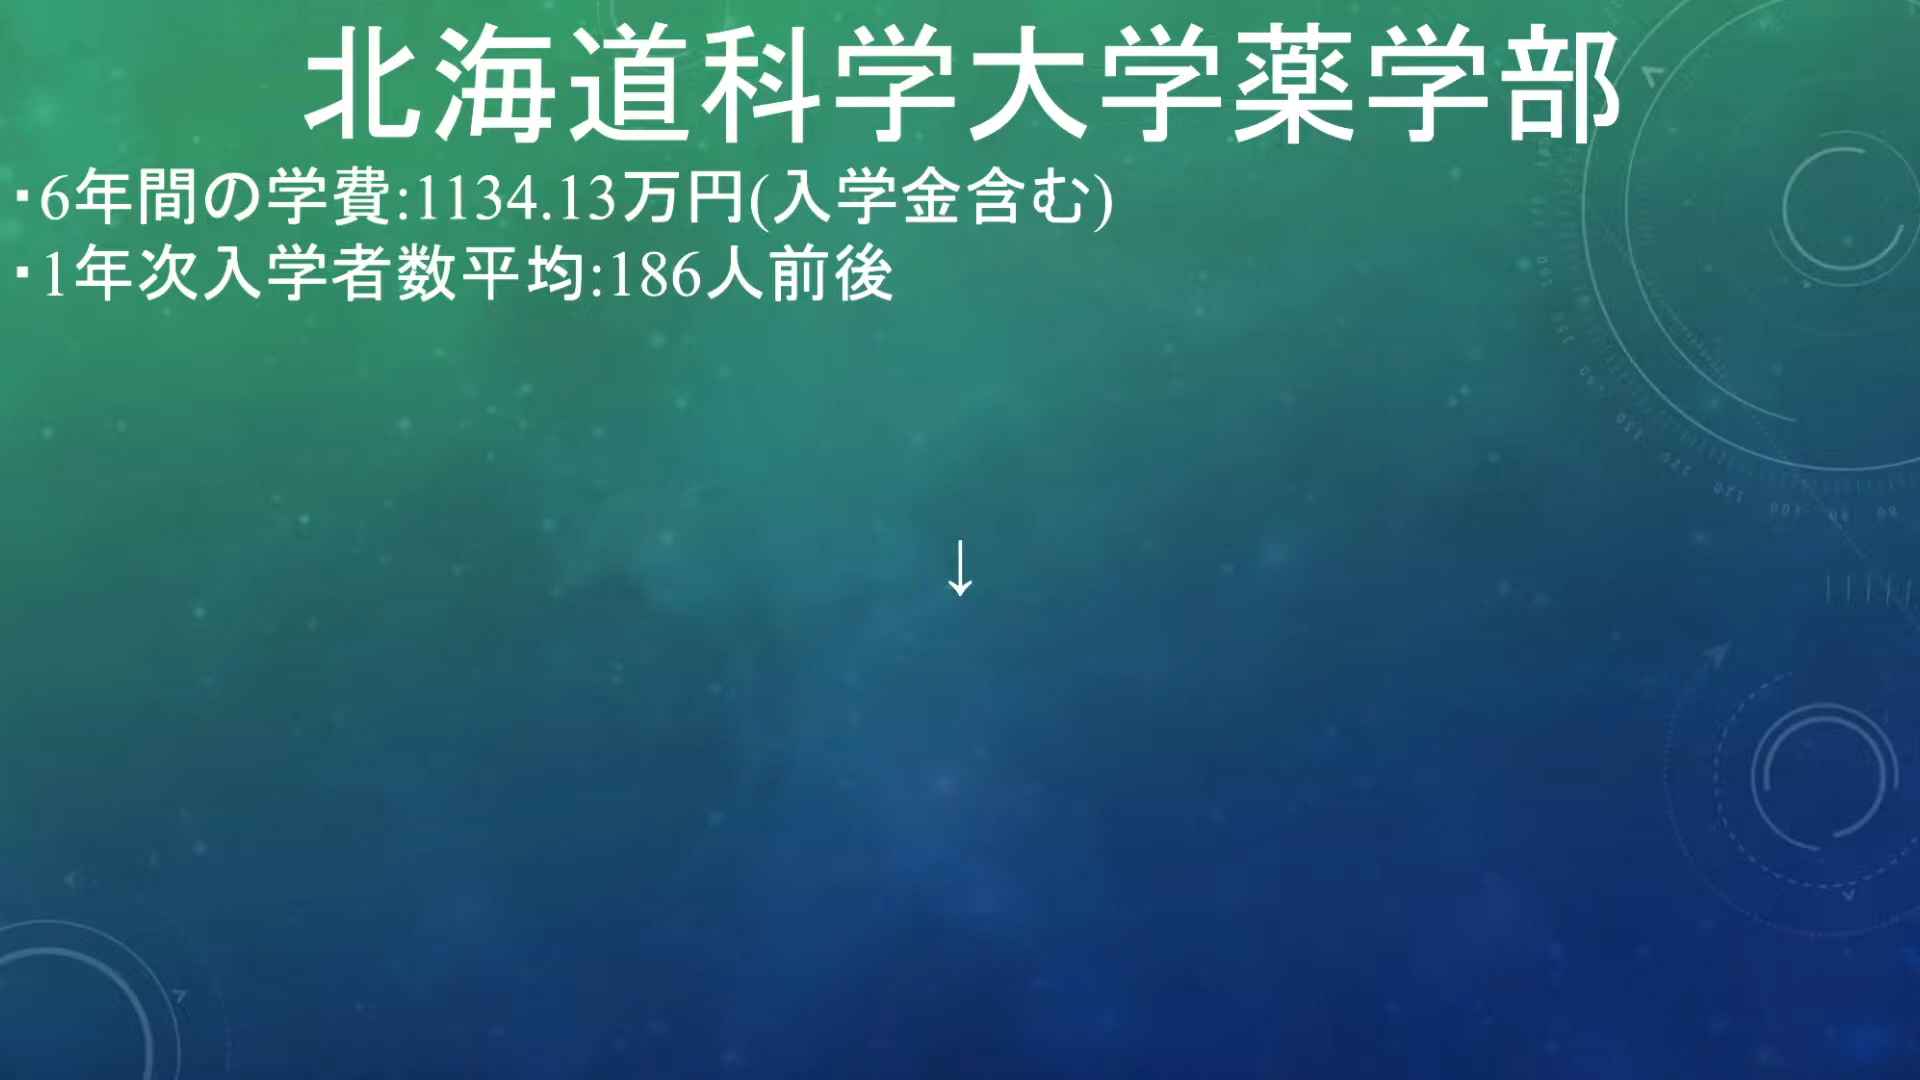 北海道科学大学薬学部
・6年間の学費:1134.13万円(入学金含む)
・1年次入学者数平均:186人前後
↓